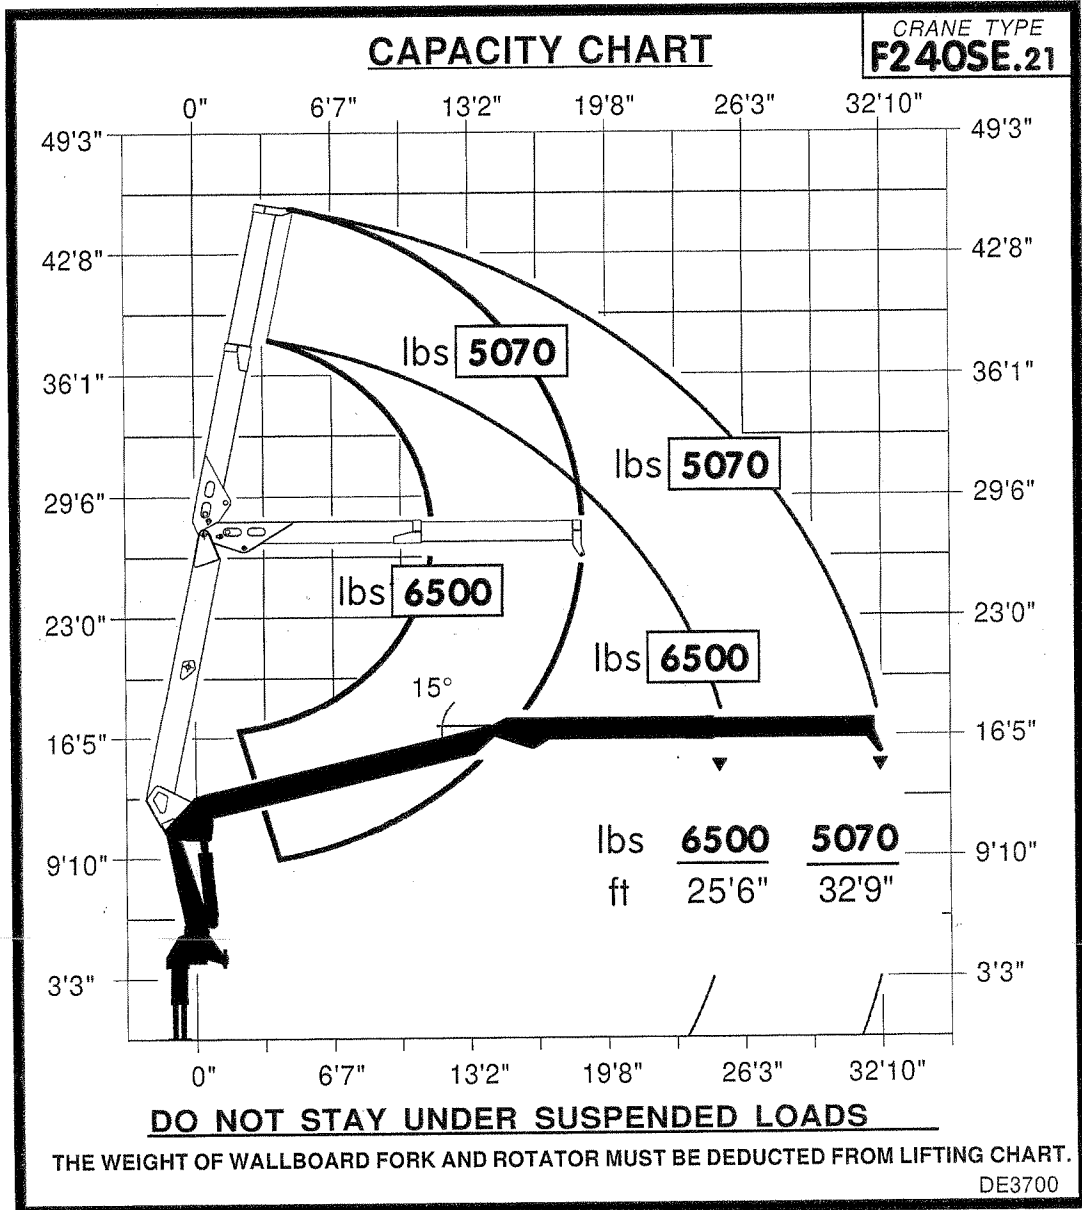 CAPACITY CHART
CRANE TYPE
F240SE.21
0" 6'7" 13'2" 19'8" 26'3" 32'10"
49'3" 49'3"
42'8" 42'8"
lbs 5070
36'1" 36'1"
lbs 5070
29'6" 29'6"
lbs 6500
23'0" 23'0"
lbs 6500
15°
16'5" 16'5"
lbs 6500 5070
9'10" 9'10"
ft 25'6" 32'9"
3'3" 3'3"
0" 6'7" 13'2" 19'8" 26'3" 32'10"
DO NOT STAY UNDER SUSPENDED LOADS
THE WEIGHT OF WALLBOARD FORK AND ROTATOR MUST BE DEDUCTED FROM LIFTING CHART.
DE3700